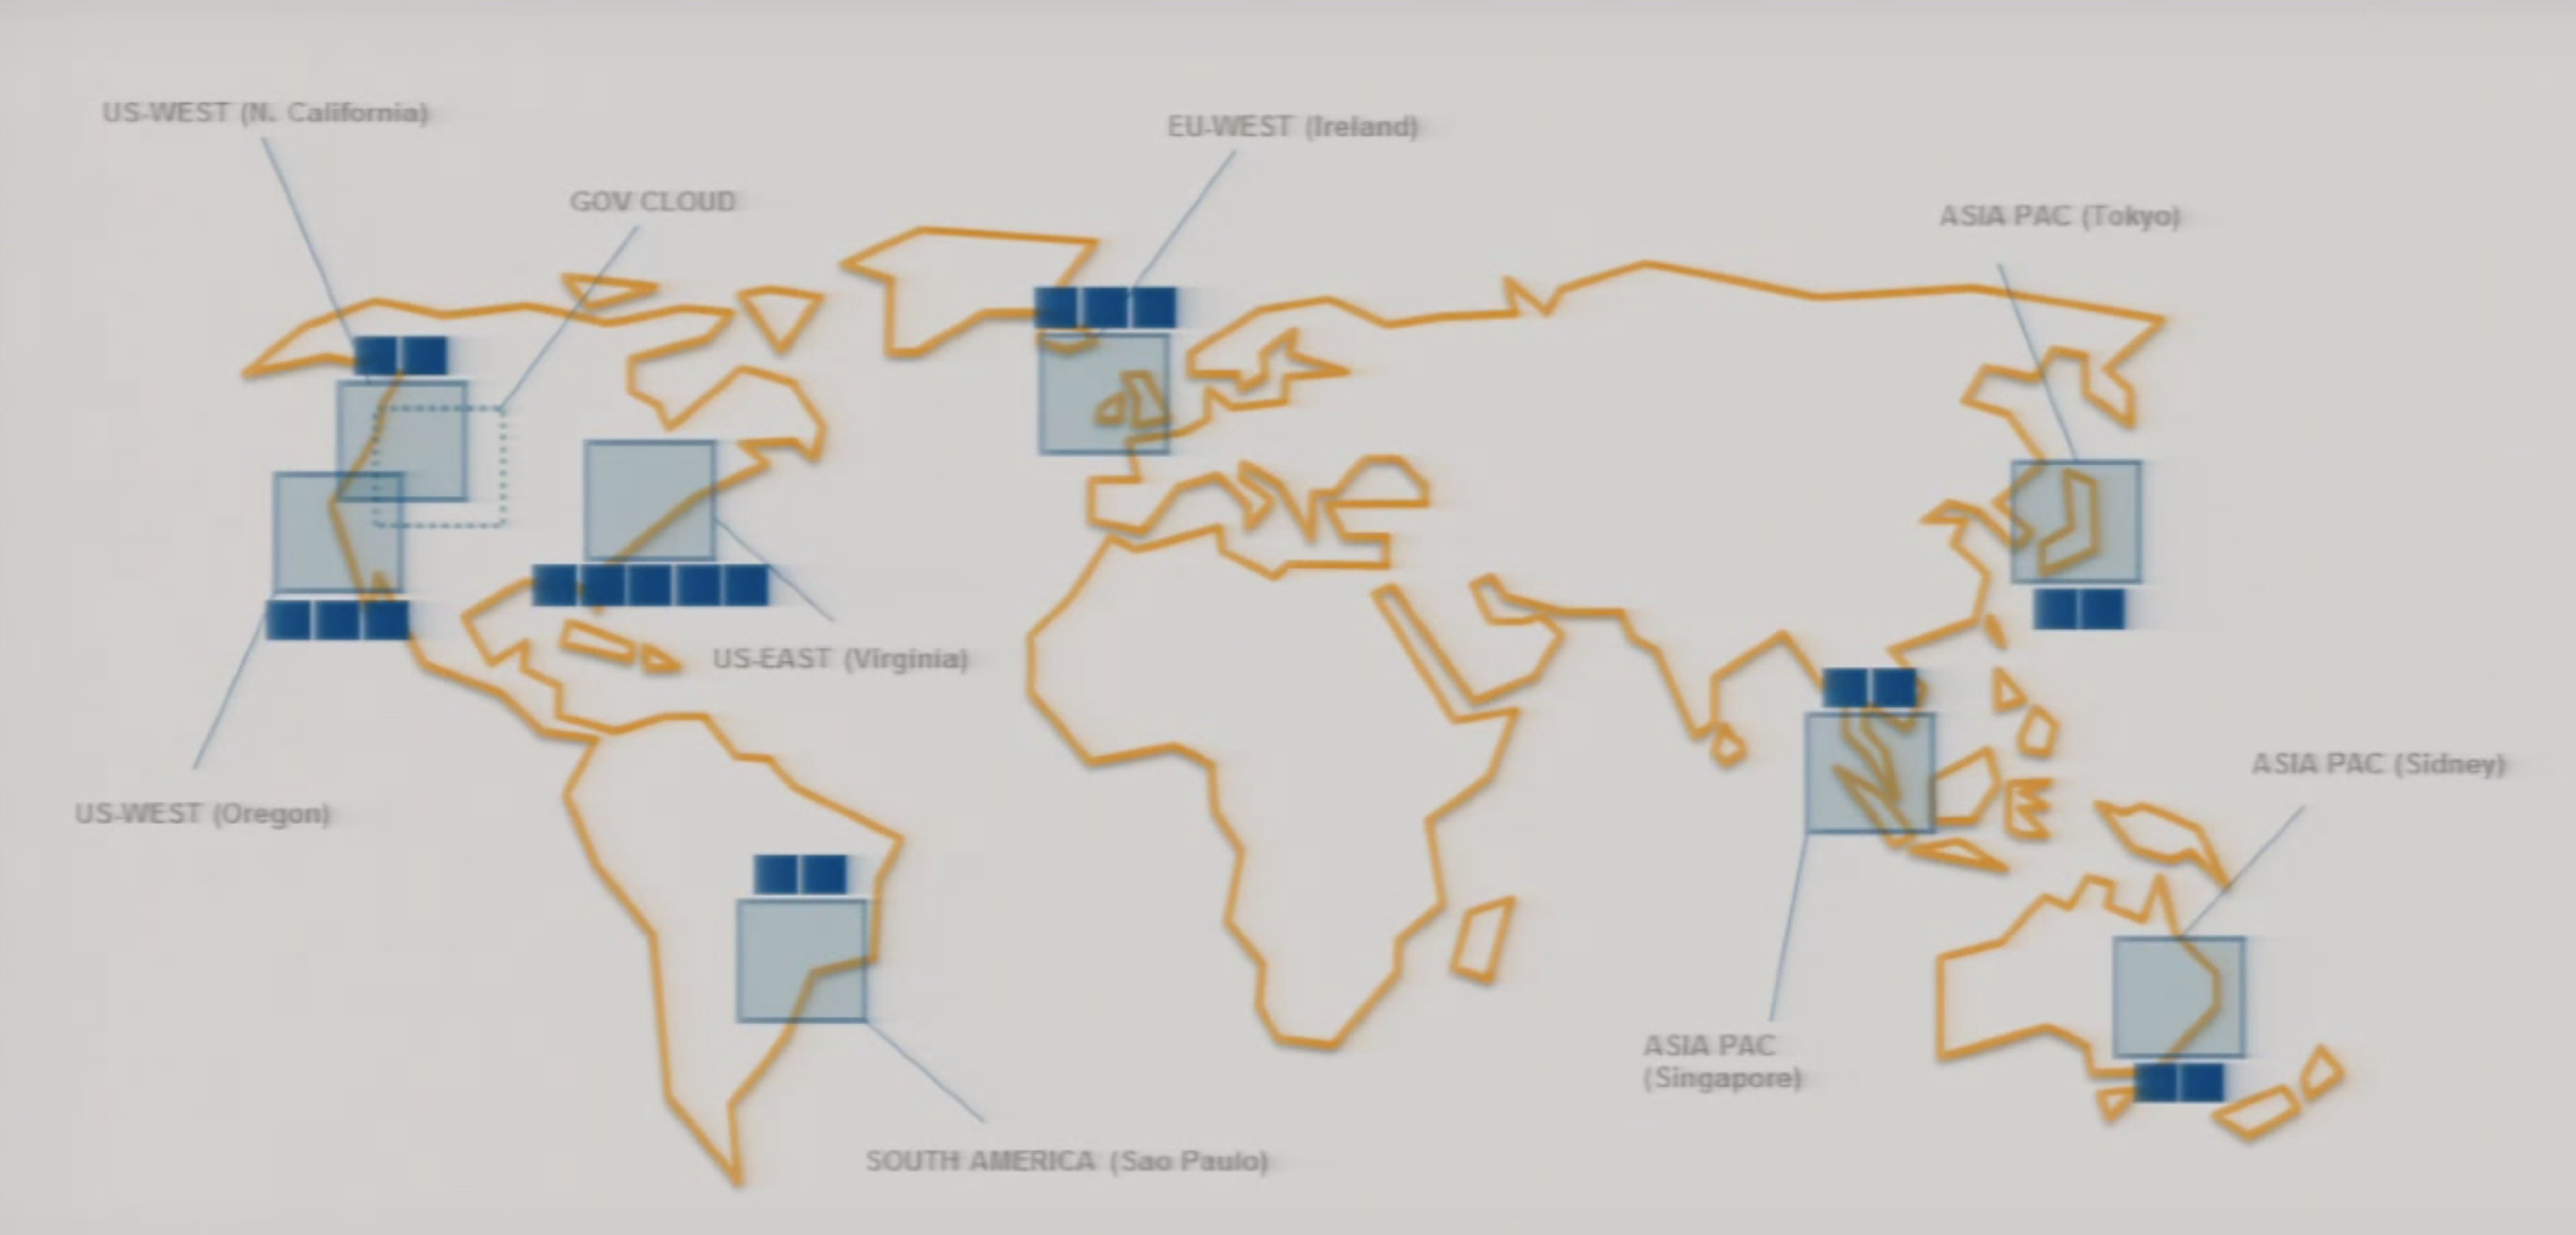 US-WEST (N. California)
EU-WEST (Ireland)
GOV CLOUD
ASIA PAC (Tokyo)
US-EAST (Virginia)
ASIA PAC (Sidney)
US-WEST (Oregon)
ASIA PAC
(Singapore)
SOUTH AMERICA (Sao Paulo)